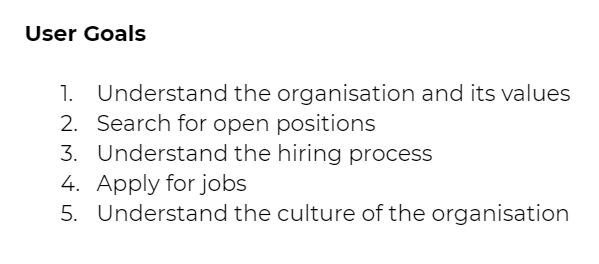 User Goals
1. Understand the organisation and its values
2. Search for open positions
3. Understand the hiring process
4. Apply for jobs
5. Understand the culture of the organisation